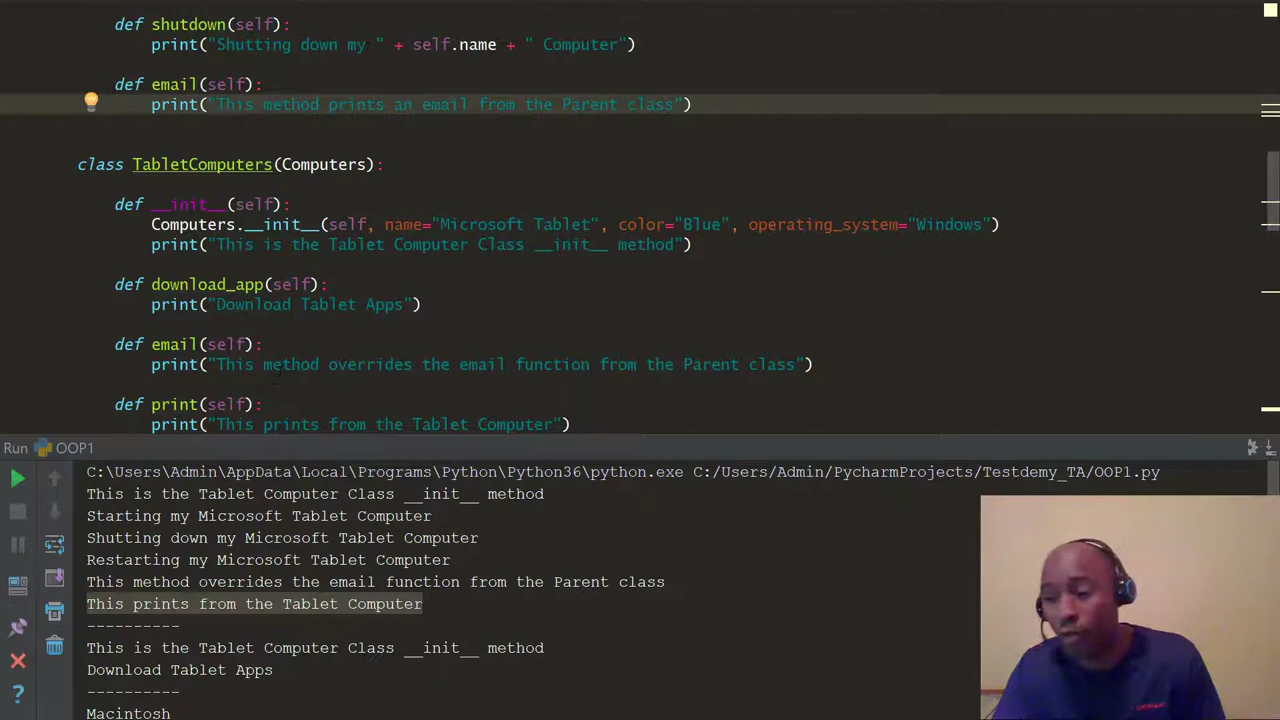 def shutdown(self):
print("Shutting down my " + self.name + " Computer")
def email(self):
print("This method prints an email from the Parent class")
class TabletComputers(Computers):
def __init__(self):
Computers.__init__(self, name="Microsoft Tablet", color="Blue", operating_system="Windows")
print("This is the Tablet Computer Class __init__ method")
def download_app(self):
print("Download Tablet Apps")
def email(self):
print("This method overrides the email function from the Parent class")
def print(self):
print("This prints from the Tablet Computer")
Run OOP1
C:\Users\Admin\AppData\Local\Programs\Python\Python36\python.exe C:/Users/Admin/PycharmProjects/Testdemy_TA/OOP1.py
This is the Tablet Computer Class __init__ method
Starting my Microsoft Tablet Computer
Shutting down my Microsoft Tablet Computer
Restarting my Microsoft Tablet Computer
This method overrides the email function from the Parent class
This prints from the Tablet Computer
----------
This is the Tablet Computer Class __init__ method
Download Tablet Apps
----------
Macintosh